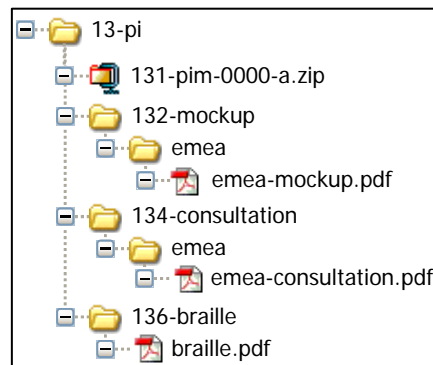 13-pi
131-pim-0000-a.zip
132-mockup
emea
emea-mockup.pdf
134-consultation
emea
emea-consultation.pdf
136-braille
braille.pdf